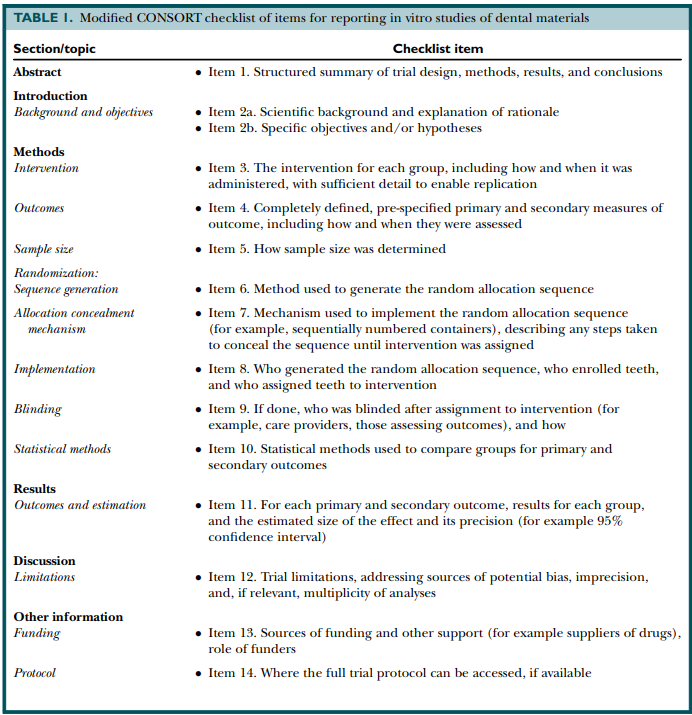 TABLE I. Modified CONSORT checklist of items for reporting in vitro studies of dental materials
Section/topic Checklist item
Abstract • Item 1. Structured summary of trial design, methods, results, and conclusions
Introduction
Background and objectives • Item 2a. Scientific background and explanation of rationale
• Item 2b. Specific objectives and/or hypotheses
Methods
Intervention • Item 3. The intervention for each group, including how and when it was
administered, with sufficient detail to enable replication
Outcomes • Item 4. Completely defined, pre-specified primary and secondary measures of
outcome, including how and when they were assessed
Sample size • Item 5. How sample size was determined
Randomization:
Sequence generation • Item 6. Method used to generate the random allocation sequence
Allocation concealment • Item 7. Mechanism used to implement the random allocation sequence
mechanism (for example, sequentially numbered containers), describing any steps taken
to conceal the sequence until intervention was assigned
Implementation • Item 8. Who generated the random allocation sequence, who enrolled teeth,
and who assigned teeth to intervention
Blinding • Item 9. If done, who was blinded after assignment to intervention (for
example, care providers, those assessing outcomes), and how
Statistical methods • Item 10. Statistical methods used to compare groups for primary and
secondary outcomes
Results
Outcomes and estimation • Item 11. For each primary and secondary outcome, results for each group,
and the estimated size of the effect and its precision (for example 95%
confidence interval)
Discussion
Limitations • Item 12. Trial limitations, addressing sources of potential bias, imprecision,
and, if relevant, multiplicity of analyses
Other information
Funding • Item 13. Sources of funding and other support (for example suppliers of drugs),
role of funders
Protocol • Item 14. Where the full trial protocol can be accessed, if available